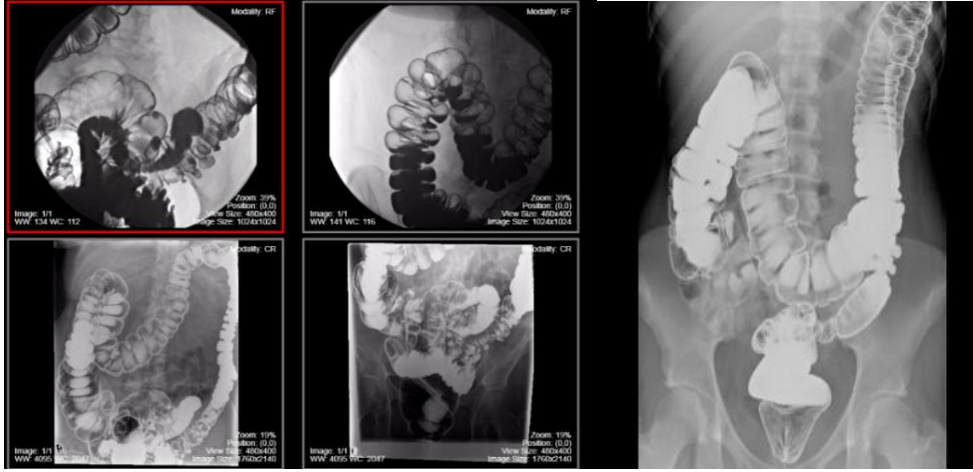 Modality: RF
Zoom: 39%
Position: (0,0)
Image: 1/1
View Size: 480x400
WW: 134 WC: 112
Image Size: 1024x1024
Modality: RF
Zoom: 39%
Position: (0,0)
Image: 1/1
View Size: 480x400
WW: 141 WC: 116
Image Size: 1024x1024
Modality: CR
Zoom: 19%
Position: (0,0)
Image: 1/1
View Size: 480x400
WW: 4095 WC: 2047
Image Size: 1760x2140
Modality: CR
Zoom: 19%
Position: (0,0)
Image: 1/1
View Size: 480x400
WW: 4095 WC: 2047
Image Size: 1760x2140